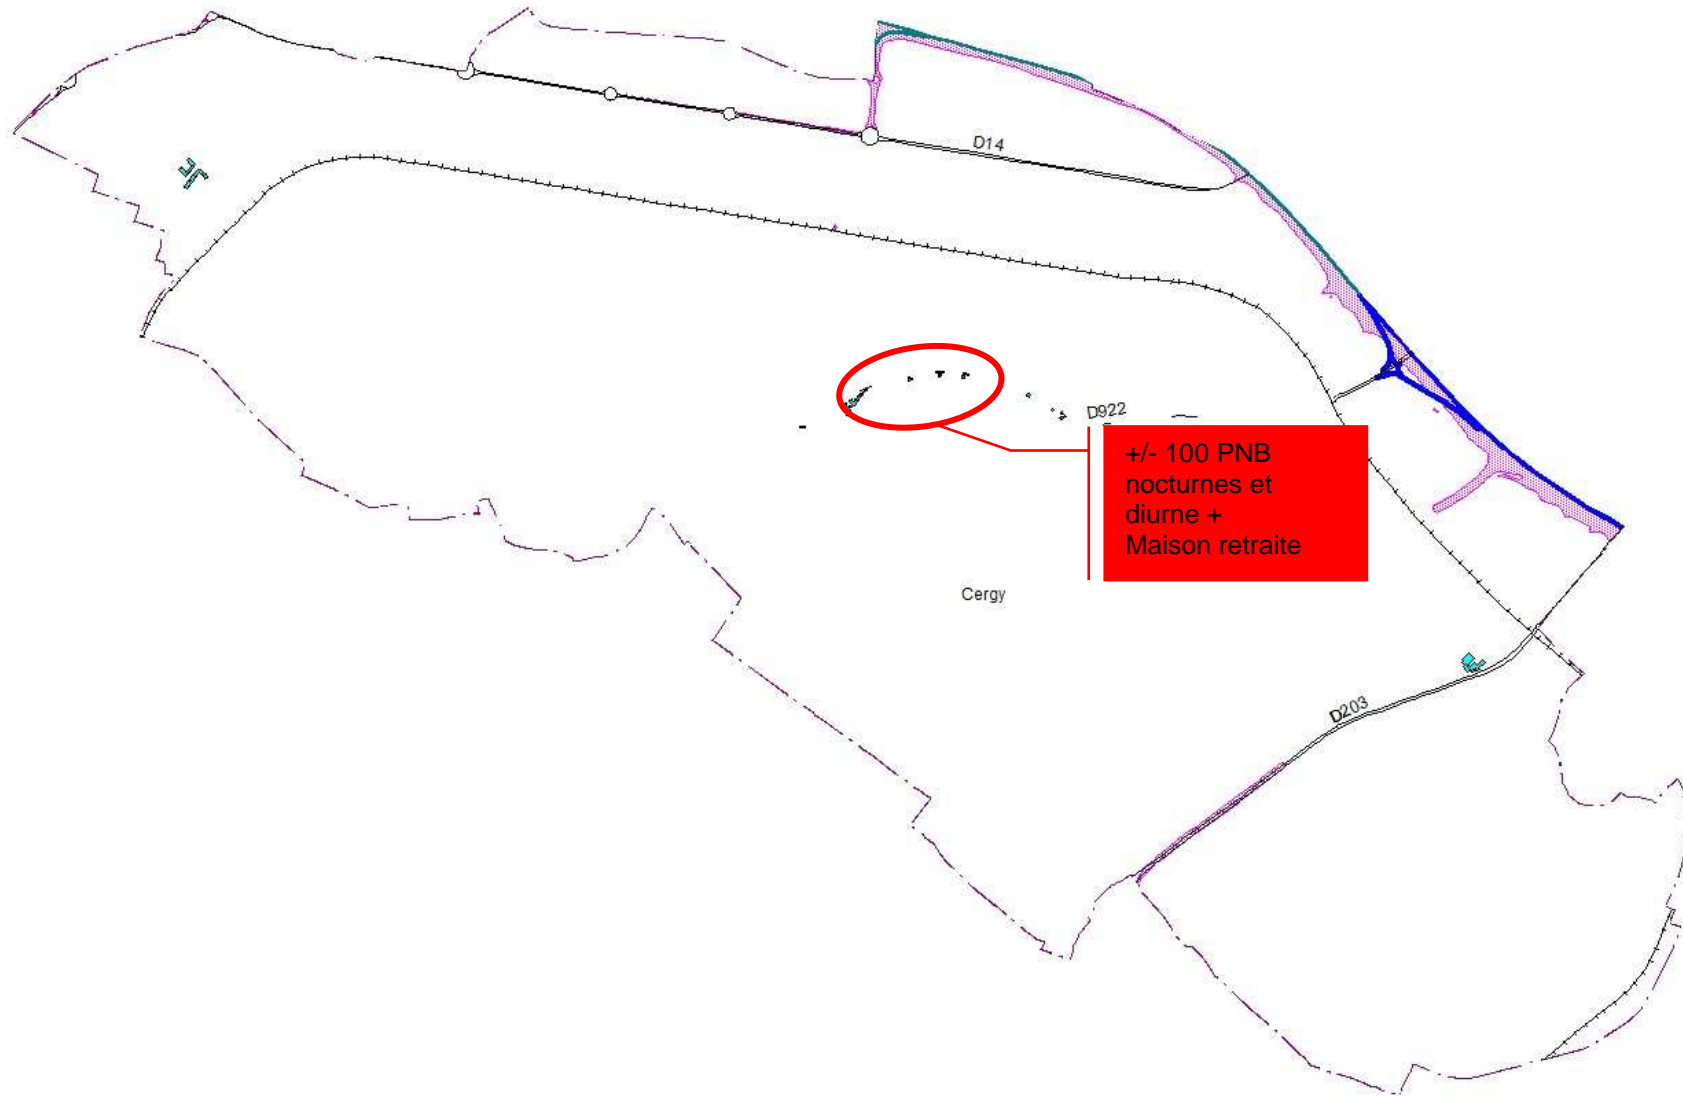 D14
D922
+/- 100 PNB
nocturnes et
diurne +
Maison retraite
Cergy
D203